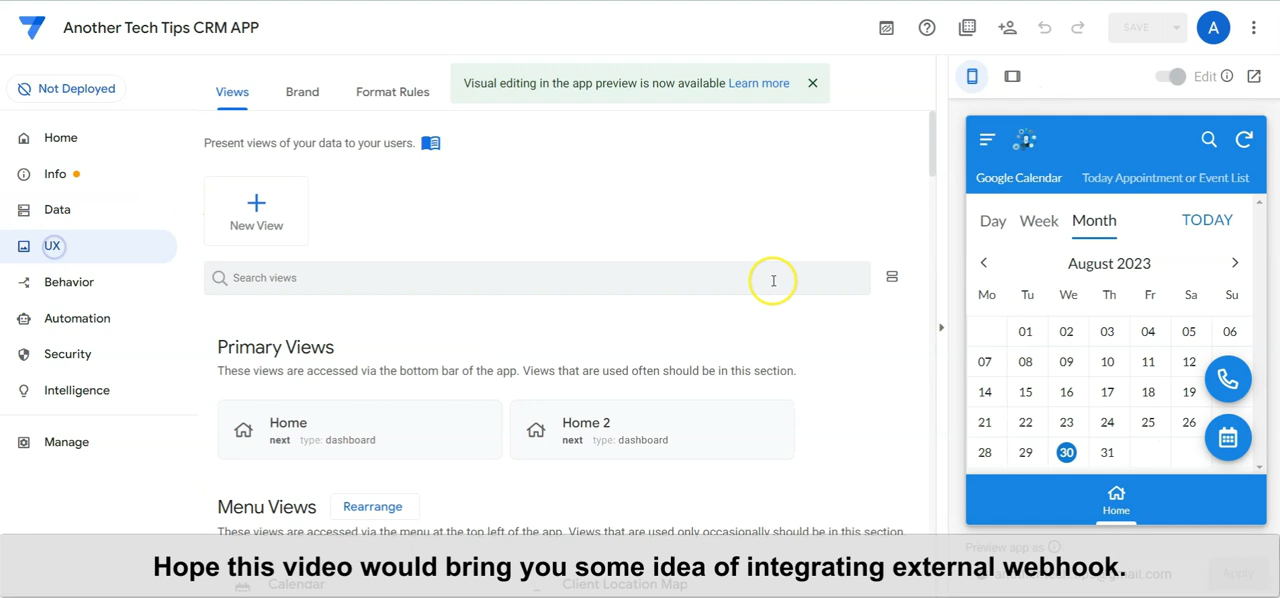 Another Tech Tips CRM APP
SAVE
A
Not Deployed
Views
Brand
Format Rules
Visual editing in the app preview is now available Learn more
Edit
Home
Info
Data
UX
Behavior
Automation
Security
Intelligence
Manage
Present views of your data to your users.
New View
Search views
Primary Views
These views are accessed via the bottom bar of the app. Views that are used often should be in this section.
Home
next type: dashboard
Home 2
next type: dashboard
Menu Views
Rearrange
These views are accessed via the menu at the top left of the app. Views that are used only occasionally should be in this section.
Calendar
Client Location Map
Google Calendar
Today Appointment or Event List
Day Week Month TODAY
August 2023
Mo Tu We Th Fr Sa Su
01 02 03 04 05 06
07 08 09 10 11 12
14 15 16 17 18 19
21 22 23 24 25 26
28 29 30 31
Home
Preview app as
Apply
Hope this video would bring you some idea of integrating external webhook.